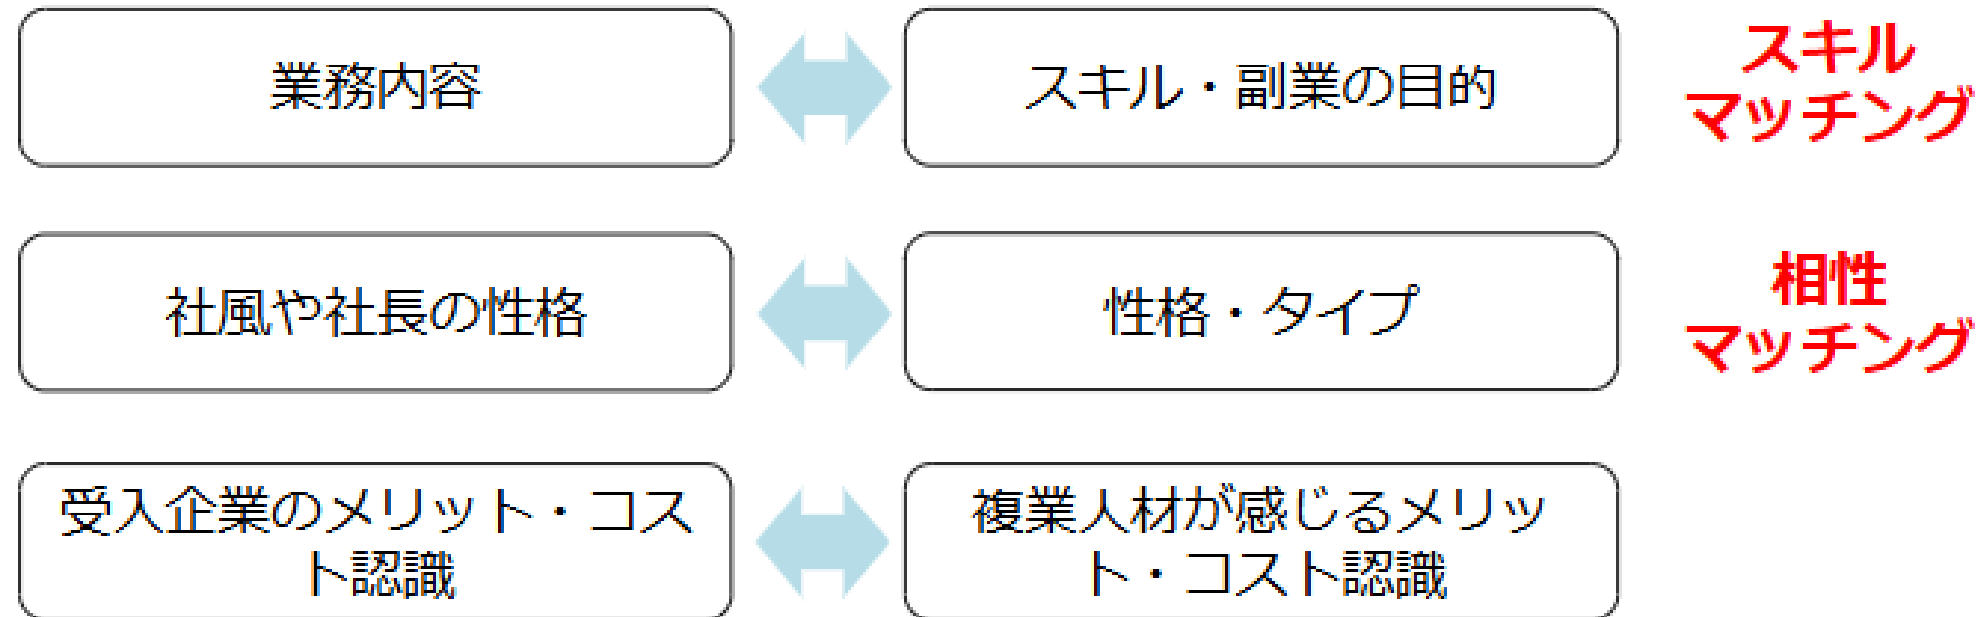 業務内容
スキル・副業の目的
スキル
マッチング
社風や社長の性格
性格・タイプ
相性
マッチング
受入企業のメリット・コス
ト認識
複業人材が感じるメリッ
ト・コスト認識